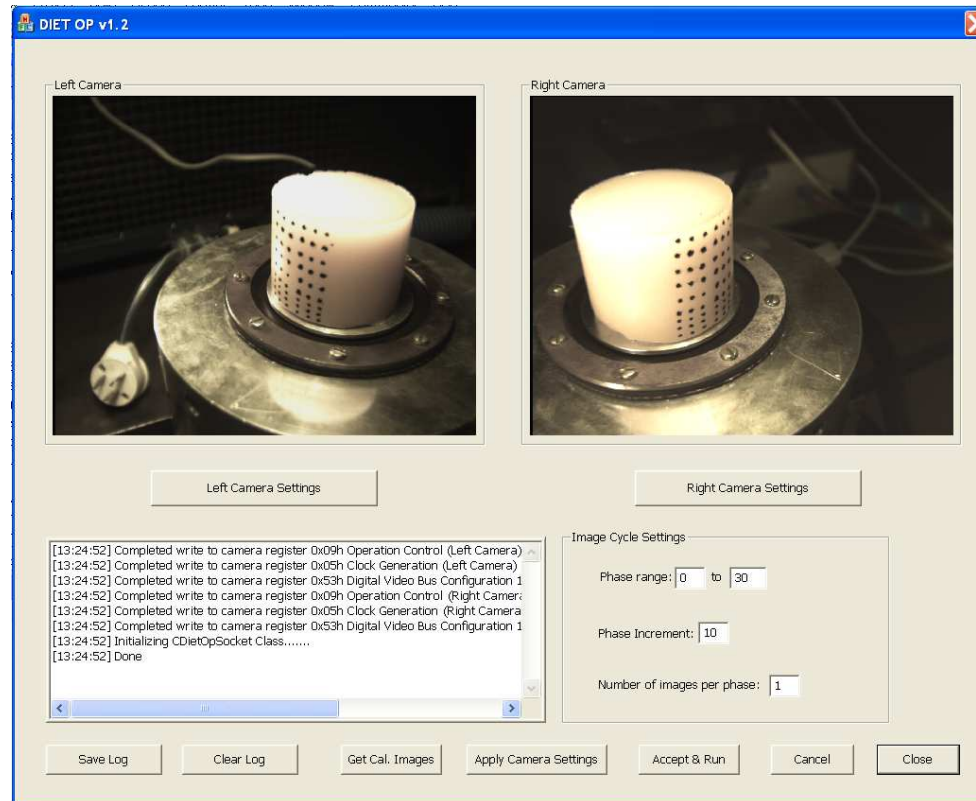 DIET OP v1.2
Left Camera
Right Camera
Left Camera Settings
Right Camera Settings
[13:24:52] Completed write to camera register 0x09h Operation Control (Left Camera)
[13:24:52] Completed write to camera register 0x05h Clock Generation (Left Camera)
[13:24:52] Completed write to camera register 0x53h Digital Video Bus Configuration 1
[13:24:52] Completed write to camera register 0x09h Operation Control (Right Camera
[13:24:52] Completed write to camera register 0x05h Clock Generation (Right Camera
[13:24:52] Completed write to camera register 0x53h Digital Video Bus Configuration 1
[13:24:52] Initializing CDietOpSocket Class.......
[13:24:52] Done
Image Cycle Settings
Phase range: 0 to 30
Phase Increment: 10
Number of images per phase: 1
Save Log
Clear Log
Get Cal. Images
Apply Camera Settings
Accept & Run
Cancel
Close